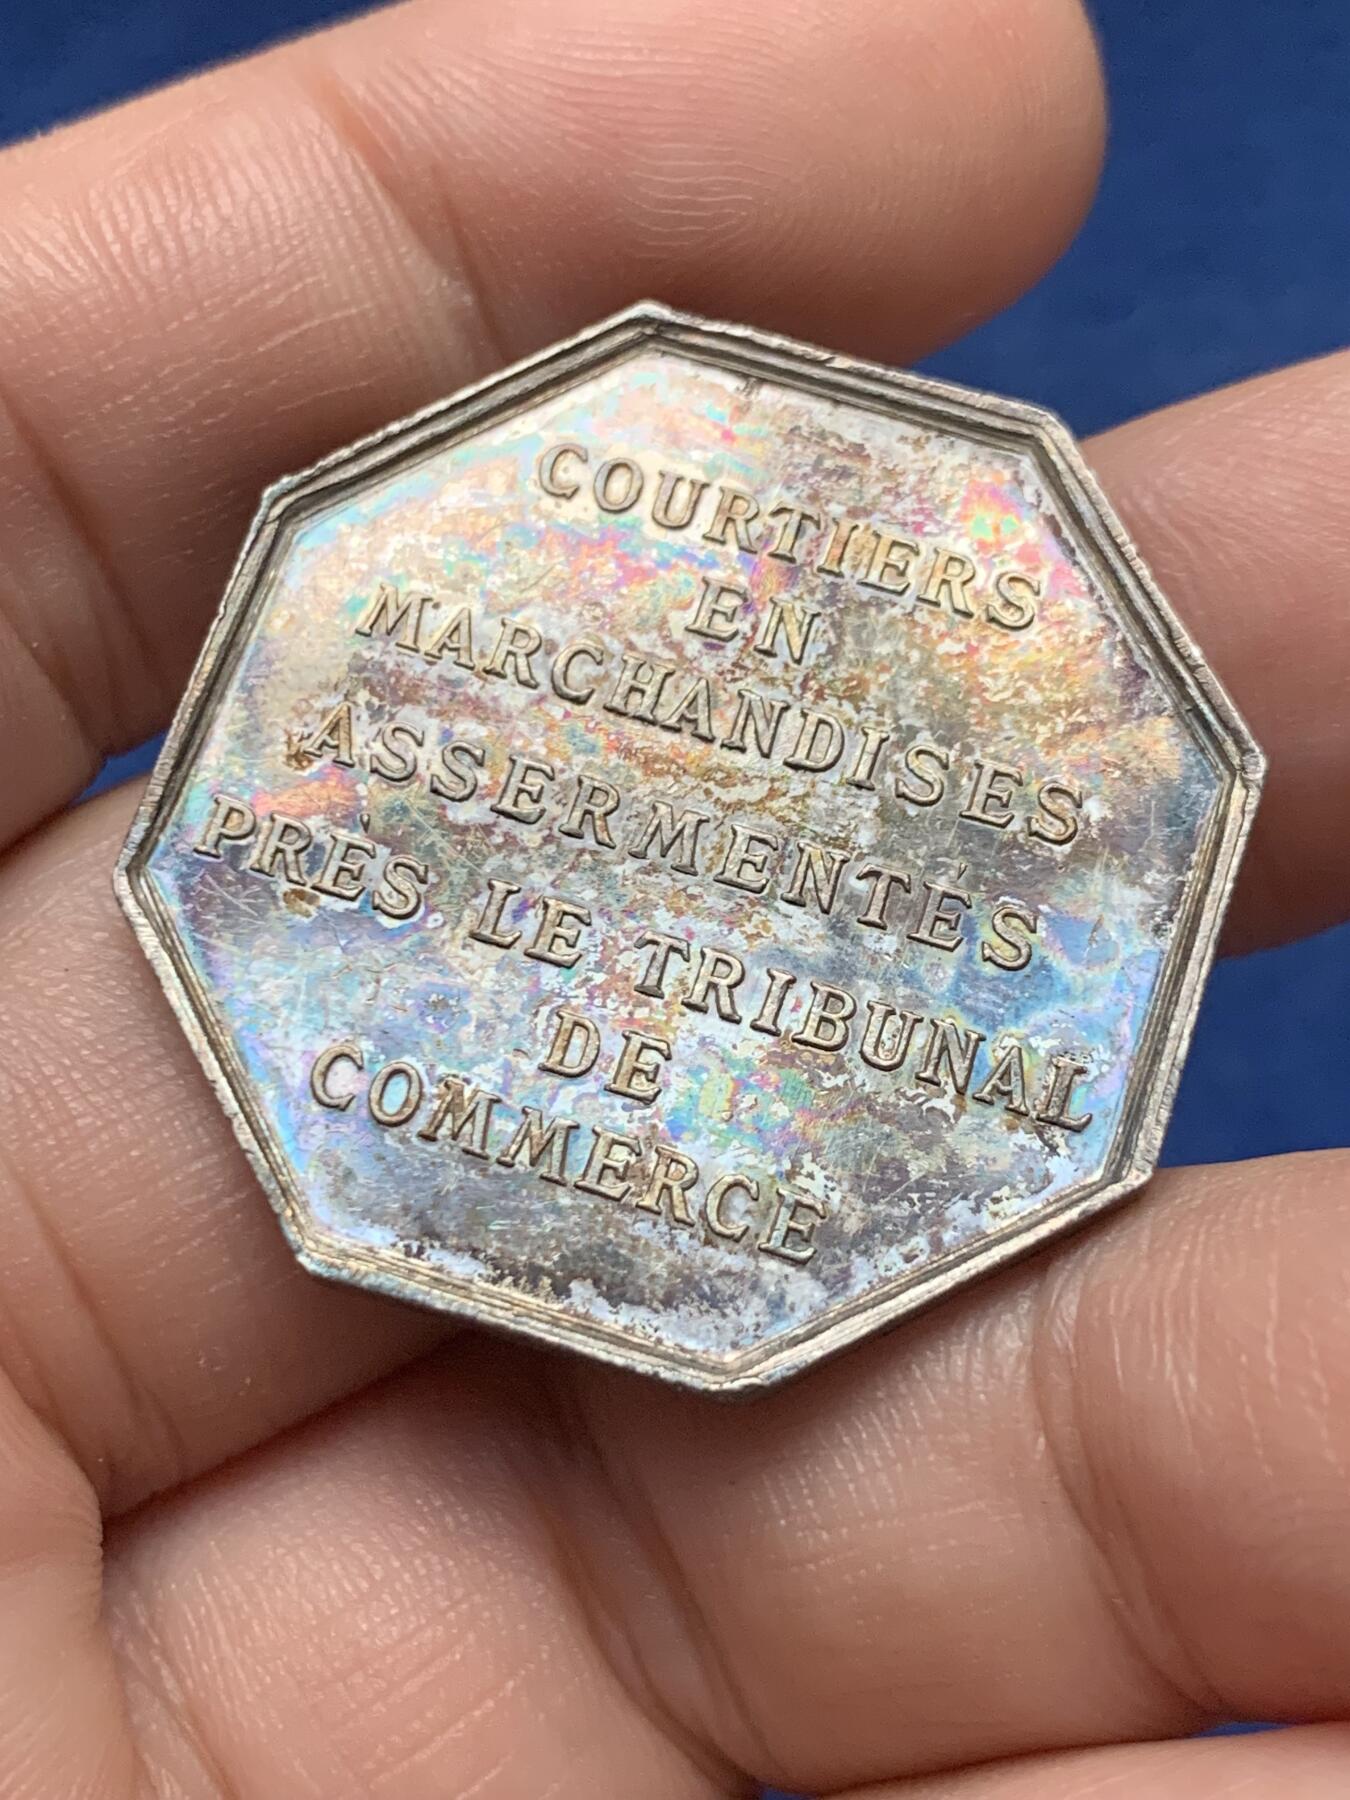 COURTIERS
EN
MARCHANDISES
ASSERMENTÉS
PRÈS LE TRIBUNAL
DE
COMMERCE